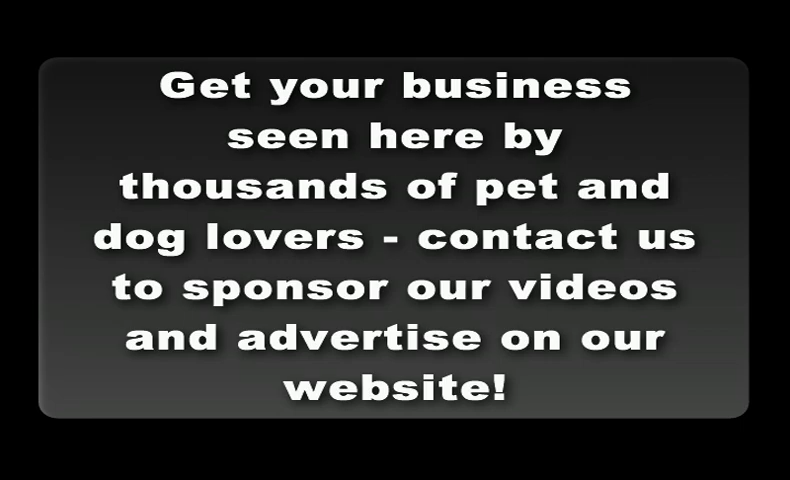 Get your business
seen here by
thousands of pet and
dog lovers - contact us
to sponsor our videos
and advertise on our
website!